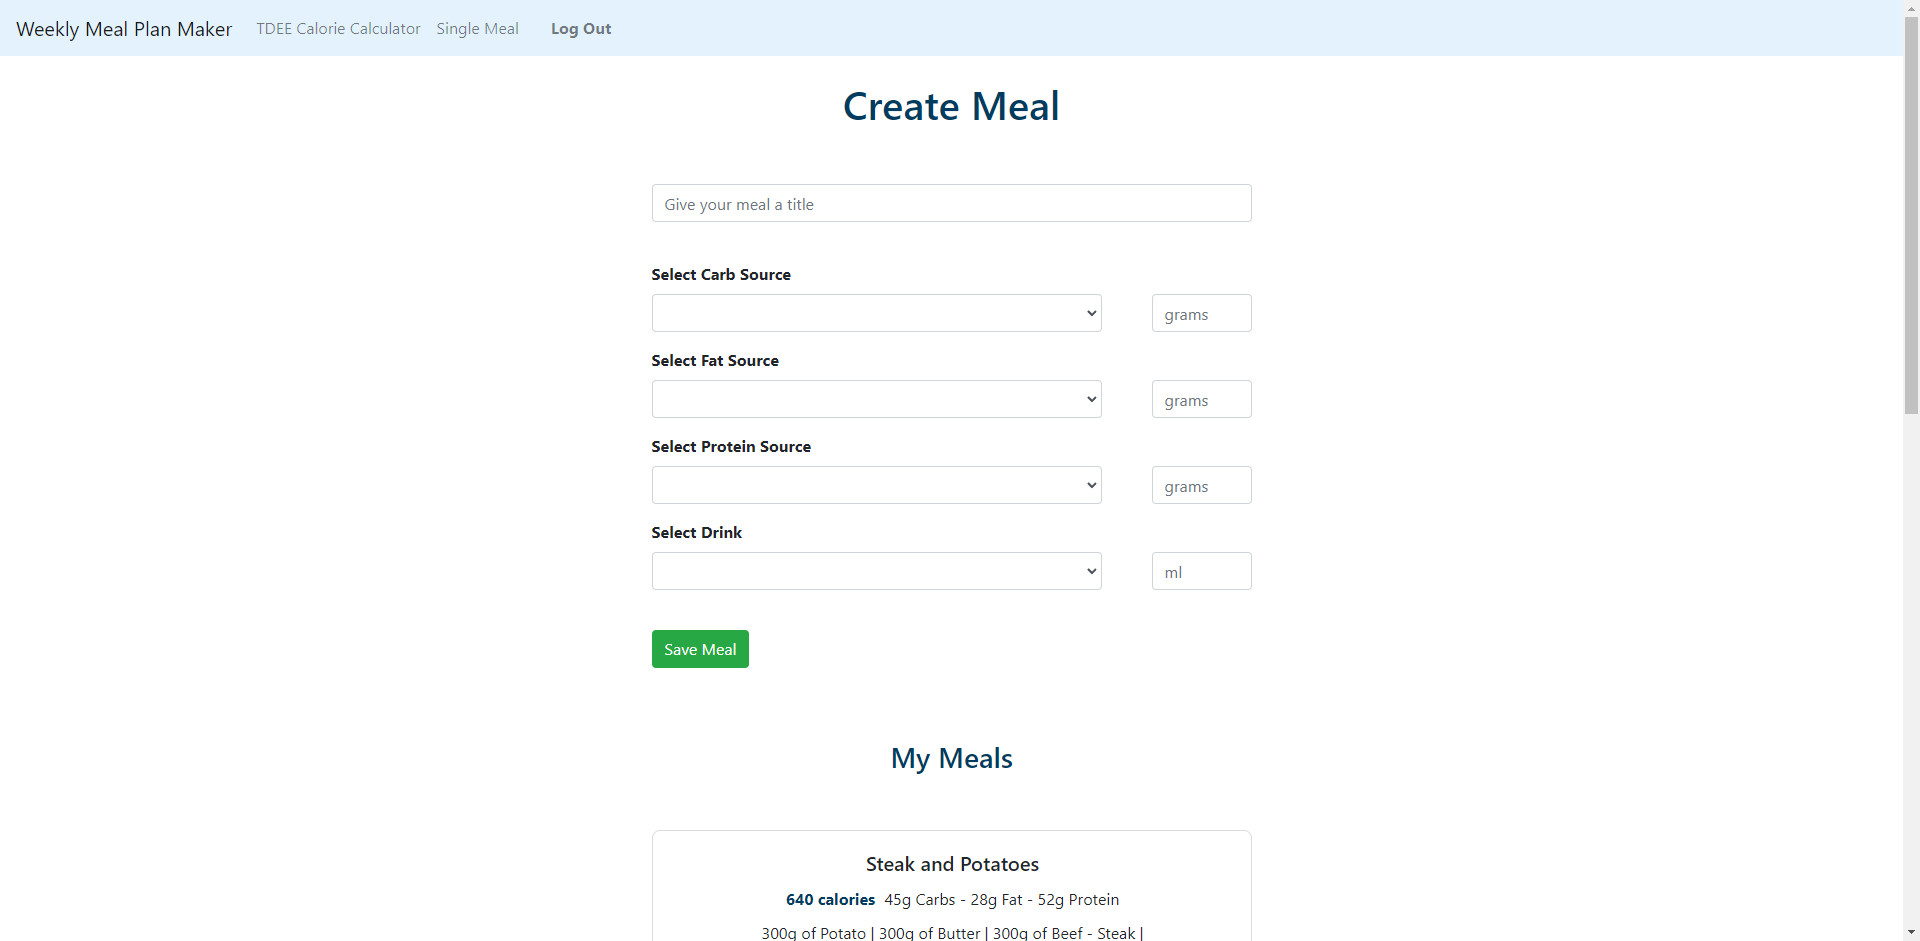 Weekly Meal Plan Maker TDEE Calorie Calculator Single Meal Log Out
Create Meal
Give your meal a title
Select Carb Source
grams
Select Fat Source
grams
Select Protein Source
grams
Select Drink
ml
Save Meal
My Meals
Steak and Potatoes
640 calories 45g Carbs - 28g Fat - 52g Protein
300g of Potato | 300g of Butter | 300g of Beef - Steak |